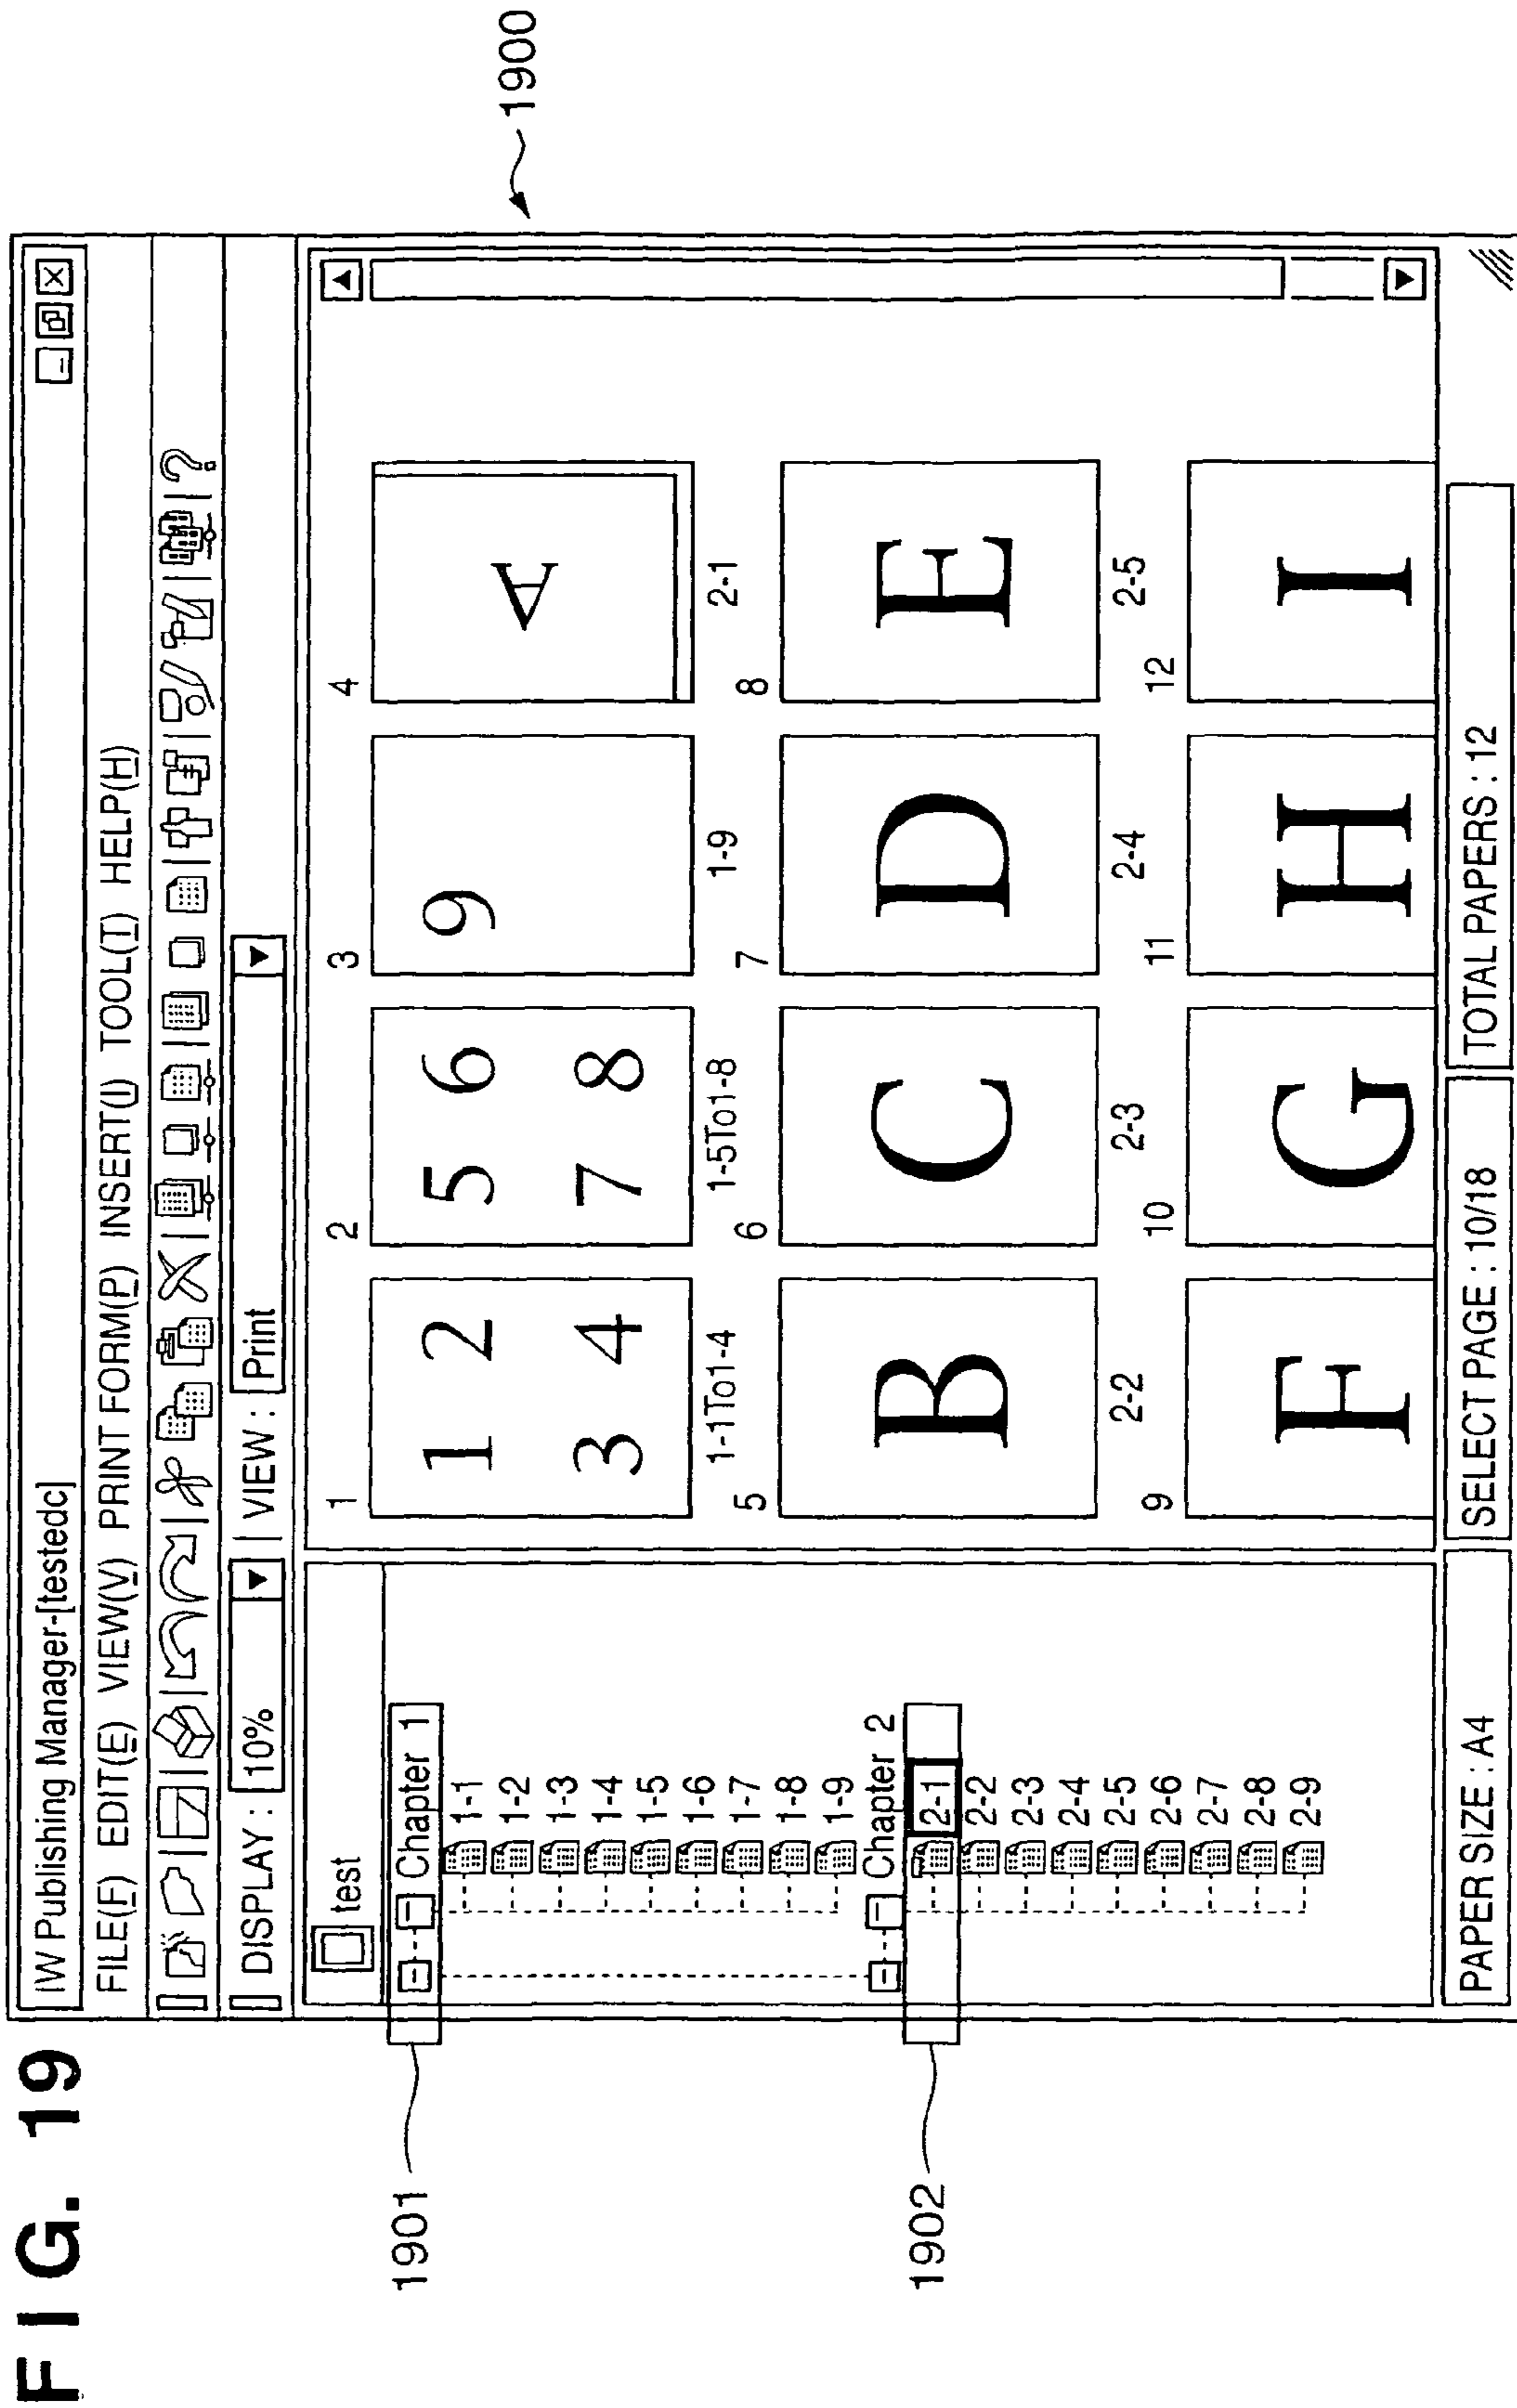 FIG. 19
1900
IW Publishing Manager-[testedc]
FILE(F) EDIT(E) VIEW(V) PRINT FORM(P) INSERT(I) TOOL(T) HELP(H)
?
DISPLAY : 10% VIEW : Print
test
1901
Chapter 1
1-1
1-2
1-3
1-4
1-5
1-6
1-7
1-8
1-9
Chapter 2
1902
2-1
2-2
2-3
2-4
2-5
2-6
2-7
2-8
2-9
1 2 3 4
1 2 5 6 9 A
3 4 7 8
1-1To1-4 1-5To1-8 1-9 2-1
5 6 7 8
B C D E
2-2 2-3 2-4 2-5
9 10 11 12
F G H I
PAPER SIZE : A4 SELECT PAGE : 10/18 TOTAL PAPERS : 12